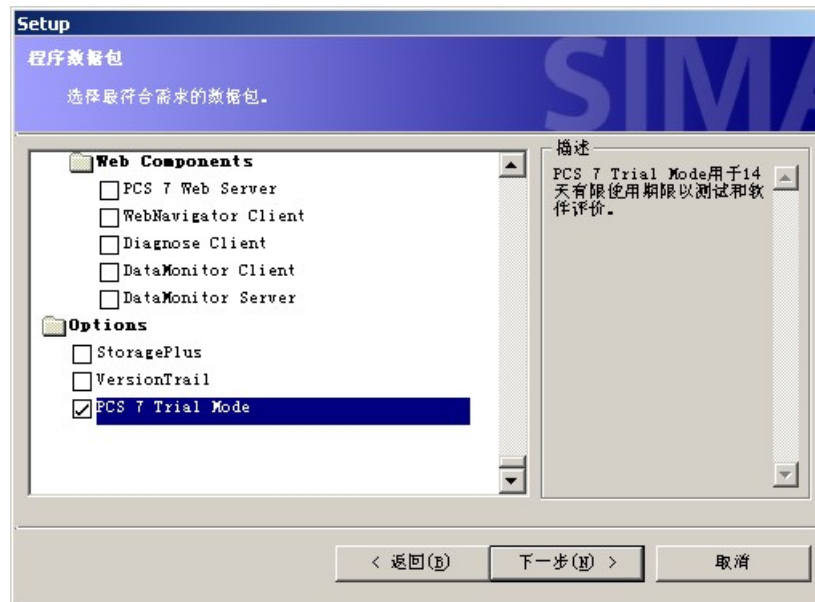 Setup
程序数据包
选择最符合需求的数据包。
SIMA
Web Components
PCS 7 Web Server
WebNavigator Client
Diagnose Client
DataMonitor Client
DataMonitor Server
Options
StoragePlus
VersionTrail
PCS 7 Trial Mode
描述
PCS 7 Trial Mode用于14
天有限使用期限以测试和软
件评价。
< 返回(B)
下一步(N) >
取消